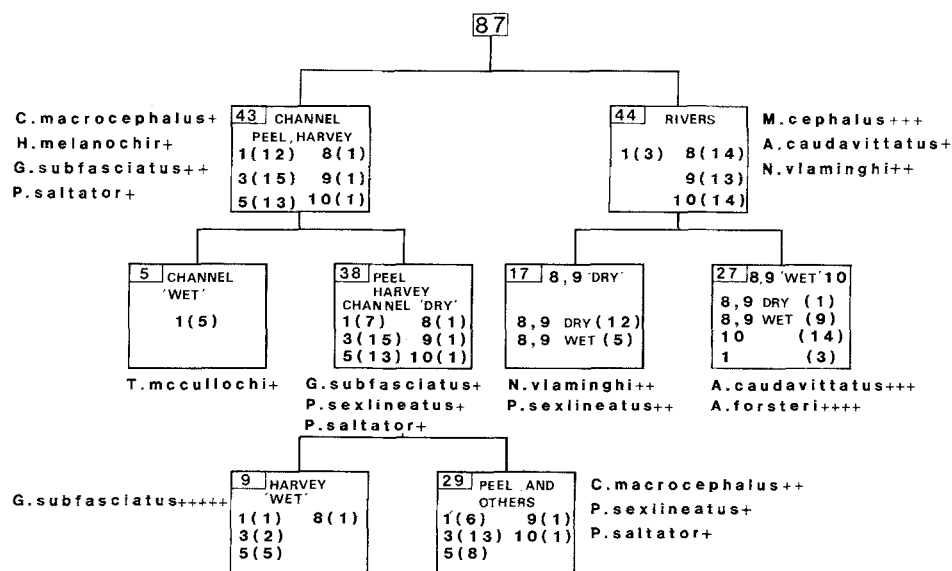 87
C.macrocephalus+
H.melanochir+
G.subfasciatus++
P.saltator+
43 CHANNEL
PEEL, HARVEY
1(12) 8(1)
3(15) 9(1)
5(13) 10(1)
44 RIVERS
1(3) 8(14)
9(13)
10(14)
M.cephalus+++
A.caudavittatus+
N.vlaminghi++
5 CHANNEL
'WET'
1(5)
T.mccullochi+
38 PEEL
HARVEY
CHANNEL 'DRY'
1(7) 8(1)
3(15) 9(1)
5(13) 10(1)
G.subfasciatus+
P.sexlineatus+
P.saltator+
17 8,9 'DRY'
8,9 DRY (12)
8,9 WET (5)
N.vlaminghi++
P.sexlineatus++
27 8,9 'WET' 10
8,9 DRY (1)
8,9 WET (9)
10 (14)
1 (3)
A.caudavittatus+++
A.forsteri++++
G.subfasciatus+++++
9 HARVEY
'WET'
1(1) 8(1)
3(2)
5(5)
29 PEEL AND
OTHERS
1(6) 9(1)
3(13) 10(1)
5(8)
C.macrocephalus++
P.sexlineatus+
P.saltator+